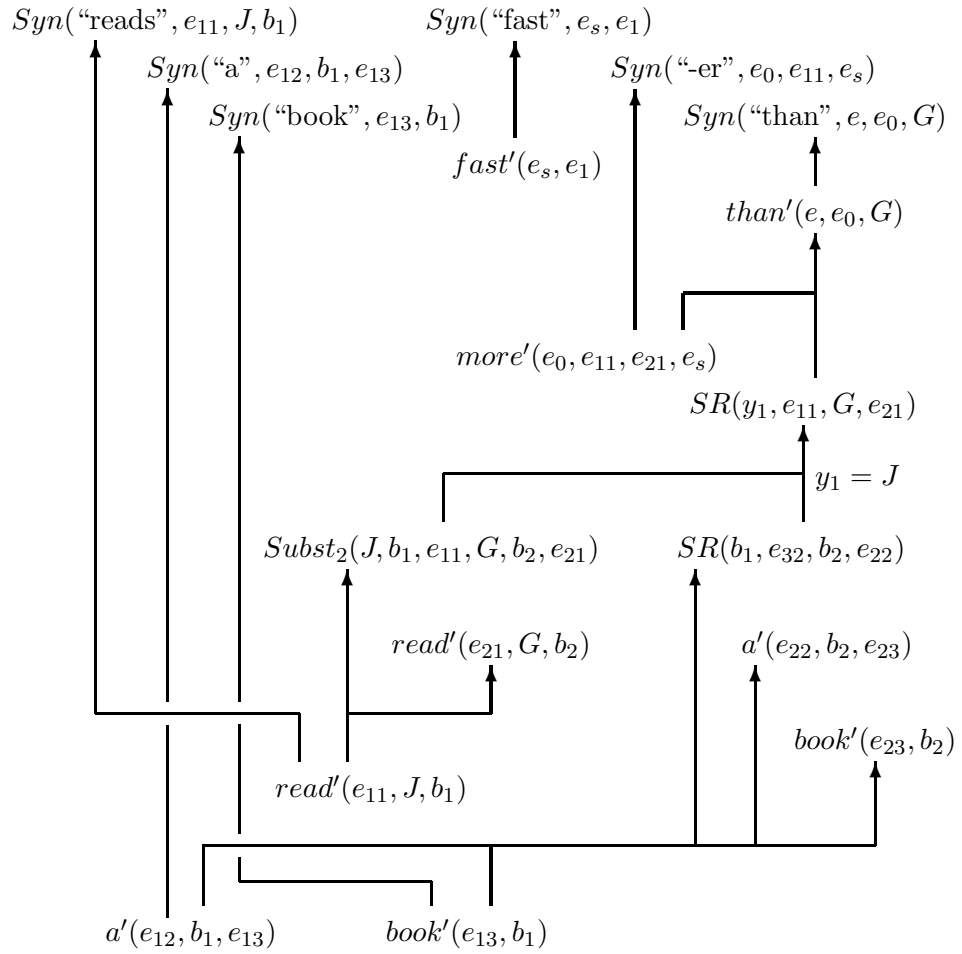 Syn(“reads”, e₁₁, J, b₁) Syn(“fast”, eₛ, e₁)
Syn(“a”, e₁₂, b₁, e₁₃) Syn(“-er”, e₀, e₁₁, eₛ)
Syn(“book”, e₁₃, b₁) Syn(“than”, e, e₀, G)
fast′(eₛ, e₁)
than′(e, e₀, G)
more′(e₀, e₁₁, e₂₁, eₛ)
SR(y₁, e₁₁, G, e₂₁)
y₁ = J
Subst₂(J, b₁, e₁₁, G, b₂, e₂₁) SR(b₁, e₃₂, b₂, e₂₂)
read′(e₂₁, G, b₂) a′(e₂₂, b₂, e₂₃)
book′(e₂₃, b₂)
read′(e₁₁, J, b₁)
a′(e₁₂, b₁, e₁₃) book′(e₁₃, b₁)